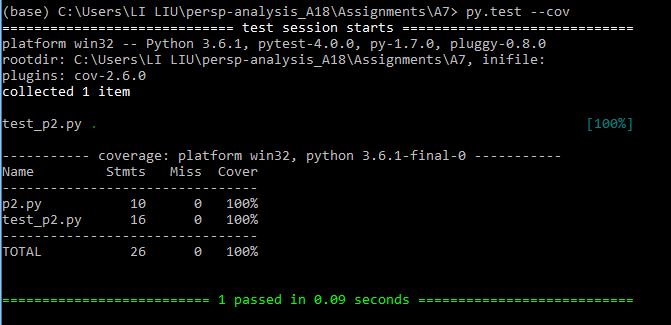 (base) C:\Users\LI LIU\persp-analysis_A18\Assignments\A7> py.test --cov
============================= test session starts =============================
platform win32 -- Python 3.6.1, pytest-4.0.0, py-1.7.0, pluggy-0.8.0
rootdir: C:\Users\LI LIU\persp-analysis_A18\Assignments\A7, inifile:
plugins: cov-2.6.0
collected 1 item
test_p2.py . [100%]
----------- coverage: platform win32, python 3.6.1-final-0 -----------
Name Stmts Miss Cover
--------------------------------
p2.py 10 0 100%
test_p2.py 16 0 100%
--------------------------------
TOTAL 26 0 100%
========================== 1 passed in 0.09 seconds ===========================